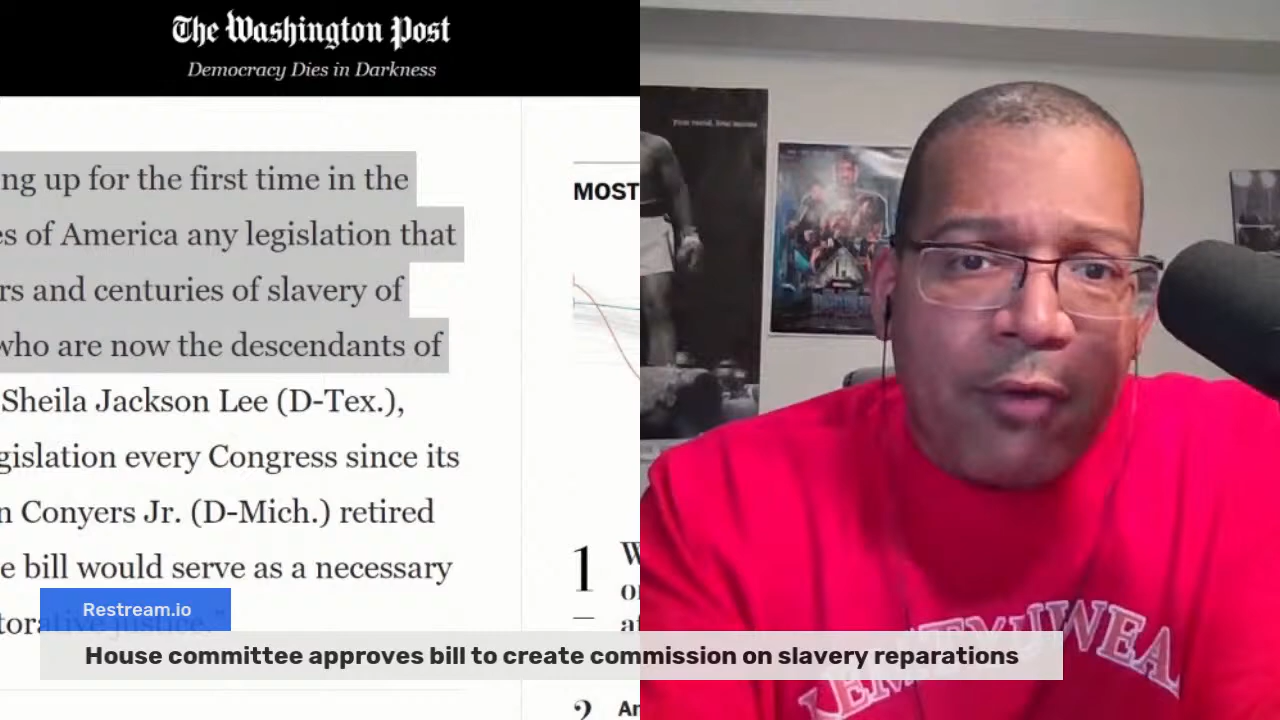 The Washington Post
Democracy Dies in Darkness
ng up for the first time in the
es of America any legislation that
rs and centuries of slavery of
who are now the descendants of
Sheila Jackson Lee (D-Tex.),
gislation every Congress since its
n Conyers Jr. (D-Mich.) retired
e bill would serve as a necessary
torative justice."
MOST
1
Restream.io
House committee approves bill to create commission on slavery reparations